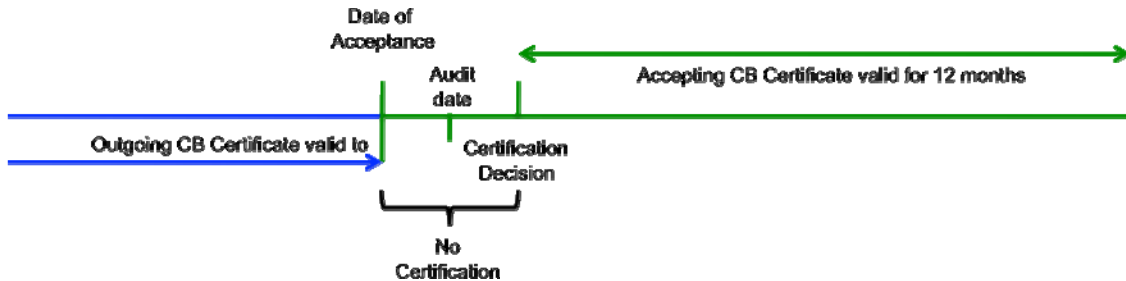 Date of
Acceptance
Audit
date
Accepting CB Certificate valid for 12 months
Outgoing CB Certificate valid to
Certification
Decision
No
Certification